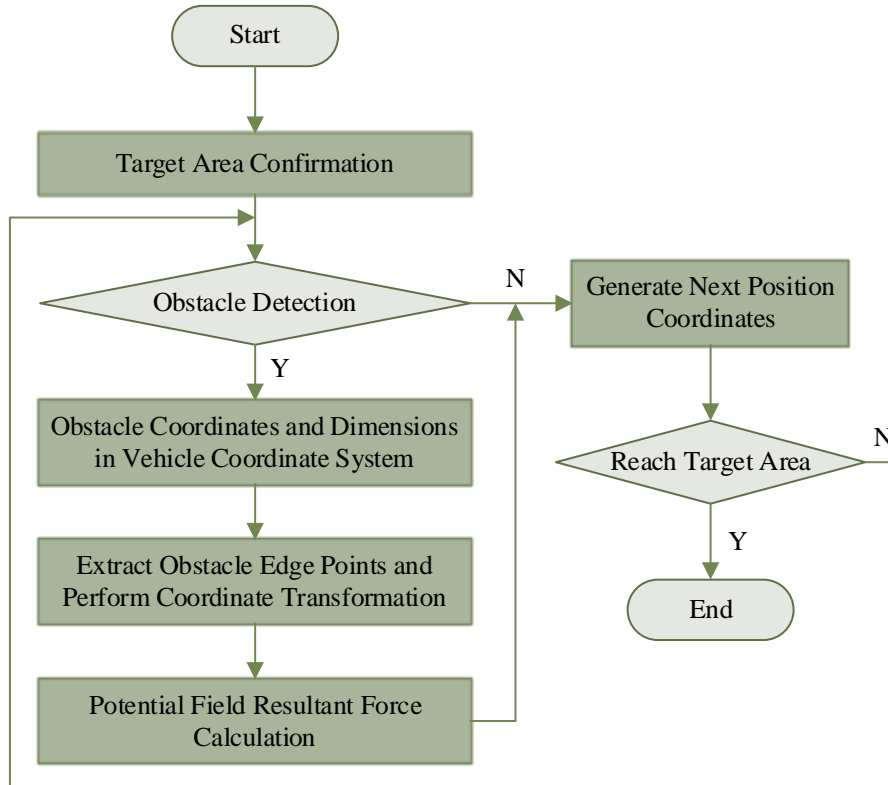 Start
Target Area Confirmation
Obstacle Detection
N
Y
Obstacle Coordinates and Dimensions
in Vehicle Coordinate System
Extract Obstacle Edge Points and
Perform Coordinate Transformation
Potential Field Resultant Force
Calculation
Generate Next Position
Coordinates
Reach Target Area
N
Y
End